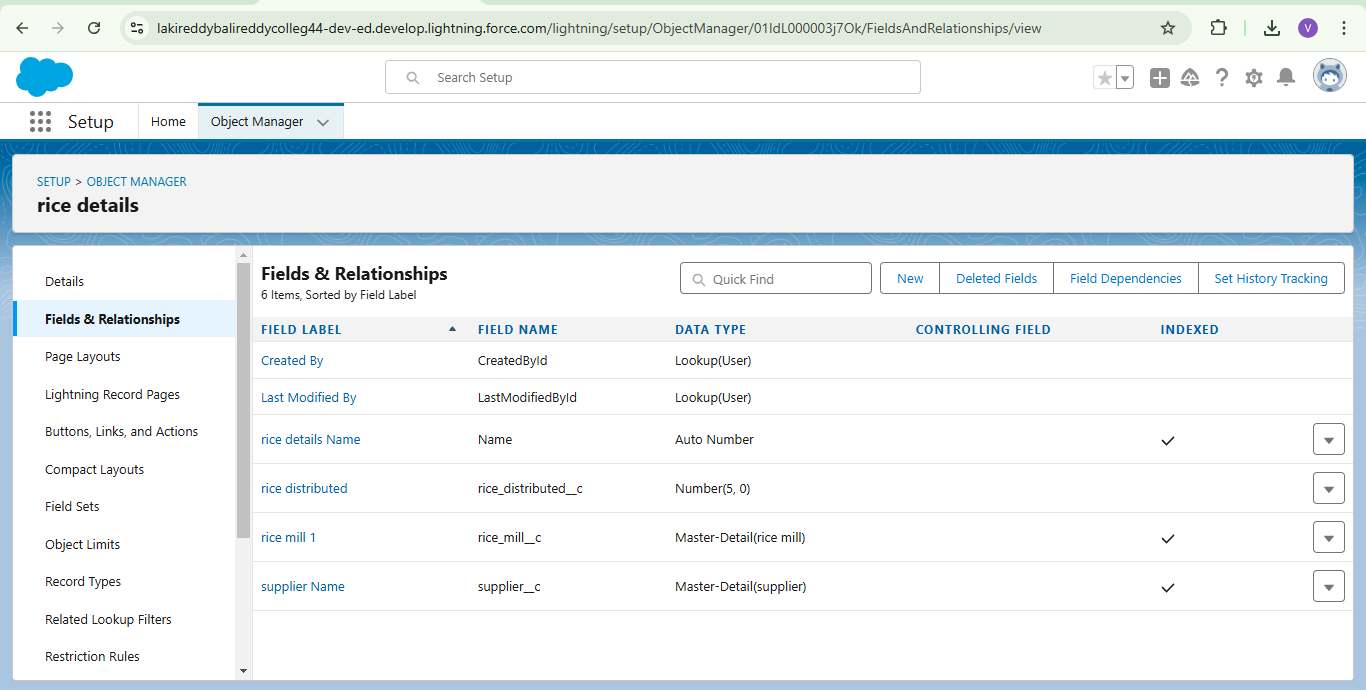 lakireddybalireddycolleg44-dev-ed.develop.lightning.force.com/lightning/setup/ObjectManager/01IdL000003j7Ok/FieldsAndRelationships/view
V
Search Setup
Setup
Home
Object Manager
SETUP > OBJECT MANAGER
rice details
Details
Fields & Relationships
Page Layouts
Lightning Record Pages
Buttons, Links, and Actions
Compact Layouts
Field Sets
Object Limits
Record Types
Related Lookup Filters
Restriction Rules
Fields & Relationships
6 Items, Sorted by Field Label
Quick Find
New
Deleted Fields
Field Dependencies
Set History Tracking
FIELD LABEL FIELD NAME DATA TYPE CONTROLLING FIELD INDEXED
Created By CreatedById Lookup(User)
Last Modified By LastModifiedById Lookup(User)
rice details Name Name Auto Number
rice distributed rice_distributed__c Number(5, 0)
rice mill 1 rice_mill__c Master-Detail(rice mill)
supplier Name supplier__c Master-Detail(supplier)